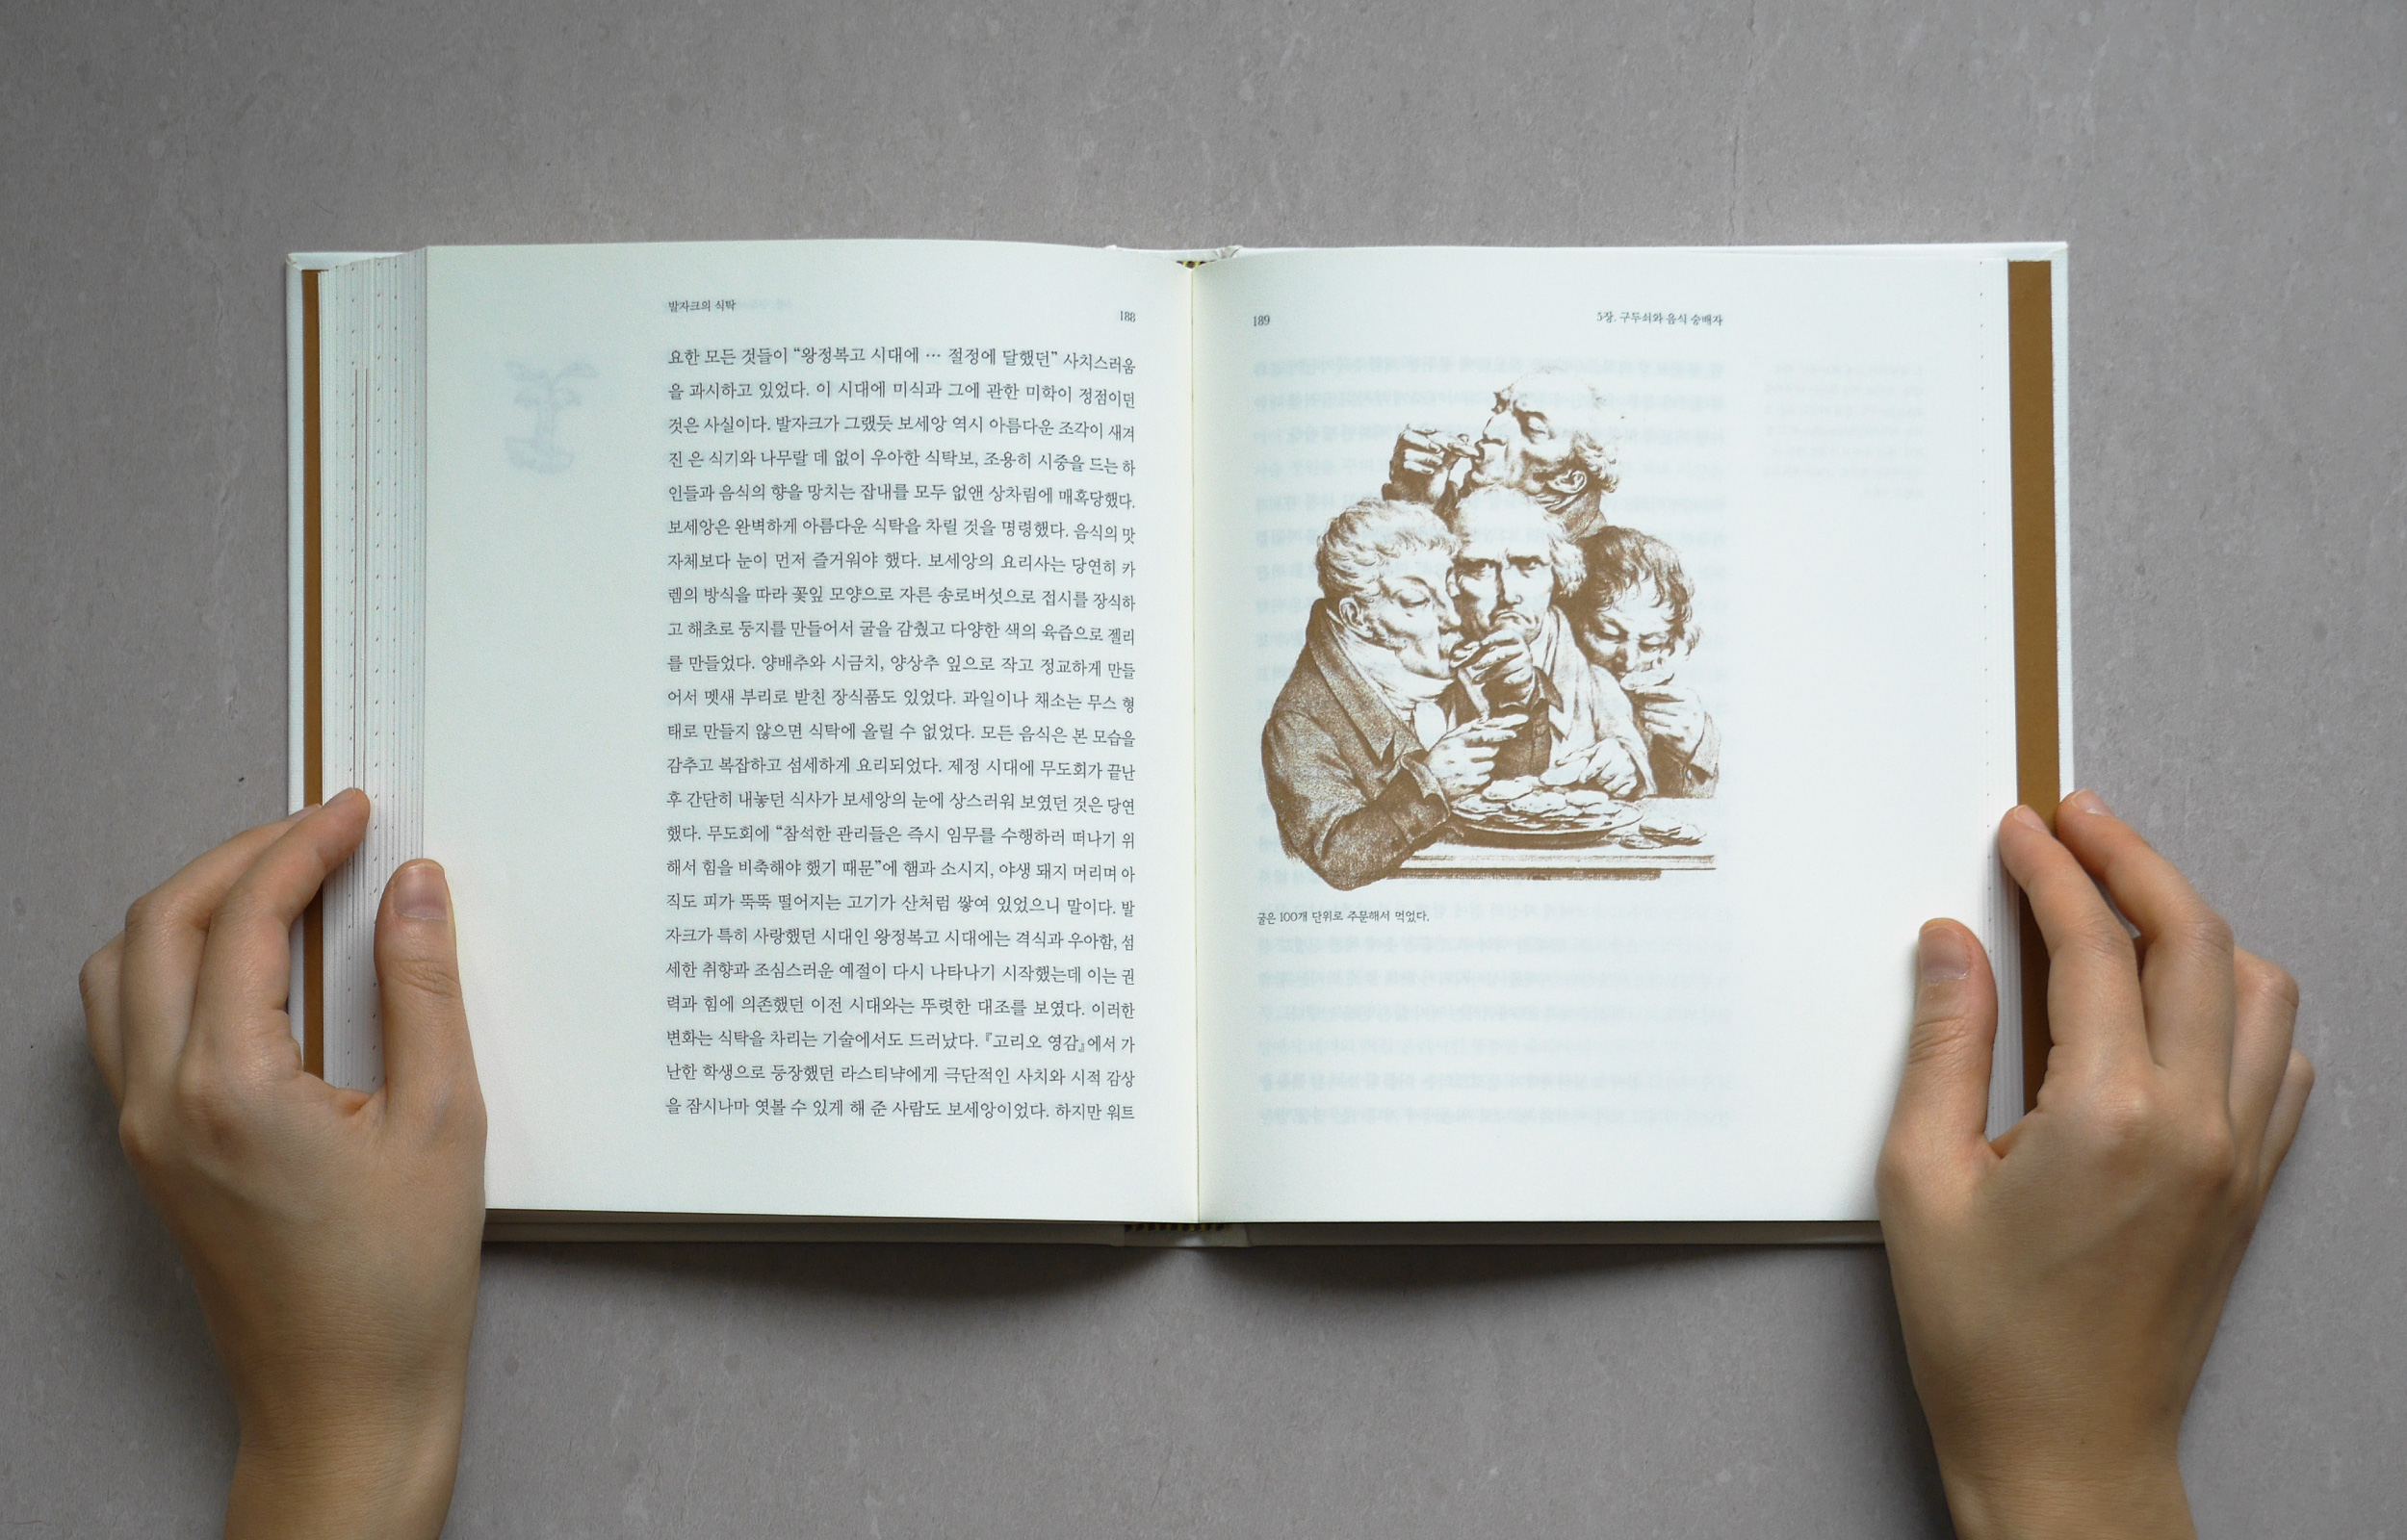 발자크의 식탁
188
요한 모든 것들이 “왕정복고 시대에 … 절정에 달했던” 사치스러움
을 과시하고 있었다. 이 시대에 미식과 그에 관한 미학이 정점이던
것은 사실이다. 발자크가 그랬듯 보세앙 역시 아름다운 조각이 새겨
진 은 식기와 나무랄 데 없이 우아한 식탁보, 조용히 시중을 드는 하
인들과 음식의 향을 망치는 잡내를 모두 없앤 상차림에 매혹당했다.
보세앙은 완벽하게 아름다운 식탁을 차릴 것을 명령했다. 음식의 맛
자체보다 눈이 먼저 즐거워야 했다. 보세앙의 요리사는 당연히 카
렘의 방식을 따라 꽃잎 모양으로 자른 송로버섯으로 접시를 장식하
고 해초로 둥지를 만들어서 굴을 감췄고 다양한 색의 육즙으로 젤리
를 만들었다. 양배추와 시금치, 양상추 잎으로 작고 정교하게 만들
어서 멧새 부리로 받친 장식품도 있었다. 과일이나 채소는 무스 형
태로 만들지 않으면 식탁에 올릴 수 없었다. 모든 음식은 본 모습을
감추고 복잡하고 섬세하게 요리되었다. 제정 시대에 무도회가 끝난
후 간단히 내놓던 식사가 보세앙의 눈에 상스러워 보였던 것은 당연
했다. 무도회에 “참석한 관리들은 즉시 임무를 수행하러 떠나기 위
해서 힘을 비축해야 했기 때문”에 햄과 소시지, 야생 돼지 머리며 아
직도 피가 뚝뚝 떨어지는 고기가 산처럼 쌓여 있었으니 말이다. 발
자크가 특히 사랑했던 시대인 왕정복고 시대에는 격식과 우아함, 섬
세한 취향과 조심스러운 예절이 다시 나타나기 시작했는데 이는 권
력과 힘에 의존했던 이전 시대와는 뚜렷한 대조를 보였다. 이러한
변화는 식탁을 차리는 기술에서도 드러났다. 『고리오 영감』에서 가
난한 학생으로 등장했던 라스티냐에게 극단적인 사치와 시적 감상
을 잠시나마 엿볼 수 있게 해 준 사람도 보세앙이었다. 하지만 워트
189
5장. 구두쇠와 음식 숭배자
굴은 100개 단위로 주문해서 먹었다.